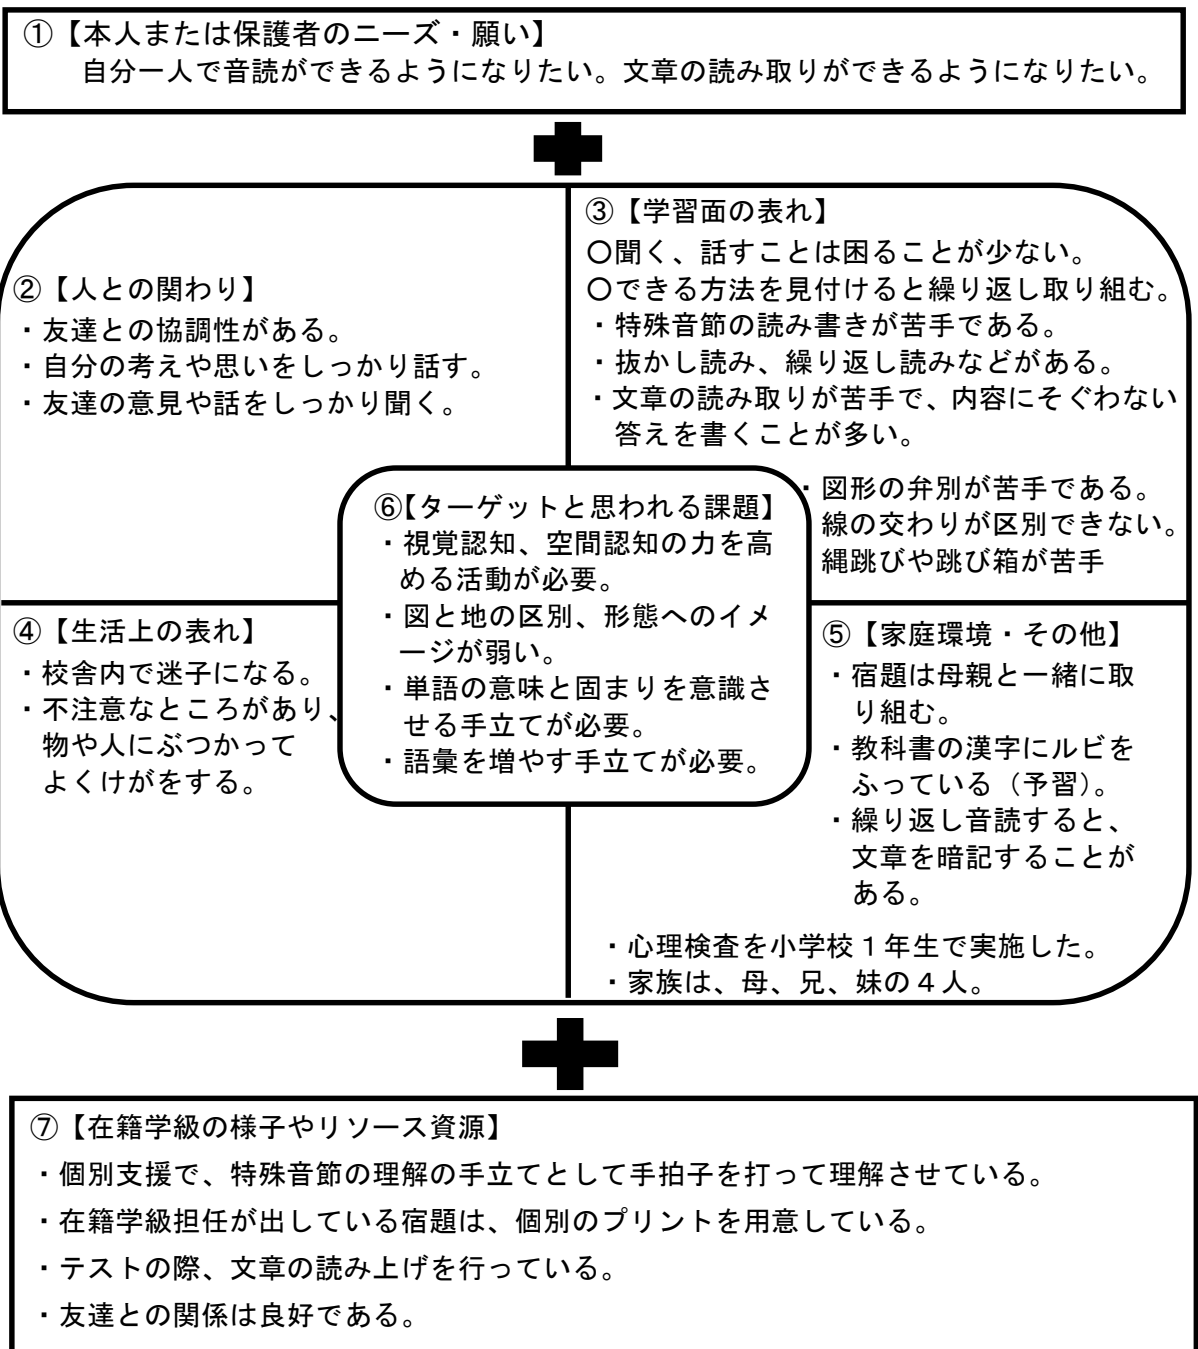 ①【本人または保護者のニーズ・願い】
自分一人で音読ができるようになりたい。文章の読み取りができるようになりたい。
②【人との関わり】
・友達との協調性がある。
・自分の考えや思いをしっかり話す。
・友達の意見や話をしっかり聞く。
③【学習面の表れ】
〇聞く、話すことは困ることが少ない。
〇できる方法を見付けると繰り返し取り組む。
・特殊音節の読み書きが苦手である。
・抜かし読み、繰り返し読みなどがある。
・文章の読み取りが苦手で、内容にそぐわない
答えを書くことが多い。
・図形の弁別が苦手である。
線の交わりが区別できない。
縄跳びや跳び箱が苦手
④【生活上の表れ】
・校舎内で迷子になる。
・不注意なところがあり、
物や人にぶつかって
よくけがをする。
⑤【家庭環境・その他】
・宿題は母親と一緒に取
り組む。
・教科書の漢字にルビを
ふっている（予習）。
・繰り返し音読すると、
文章を暗記することが
ある。
・心理検査を小学校１年生で実施した。
・家族は、母、兄、妹の４人。
⑥【ターゲットと思われる課題】
・視覚認知、空間認知の力を高
める活動が必要。
・図と地の区別、形態へのイメ
ージが弱い。
・単語の意味と固まりを意識さ
せる手立てが必要。
・語彙を増やす手立てが必要。
⑦【在籍学級の様子やリソース資源】
・個別支援で、特殊音節の理解の手立てとして手拍子を打って理解させている。
・在籍学級担任が出している宿題は、個別のプリントを用意している。
・テストの際、文章の読み上げを行っている。
・友達との関係は良好である。